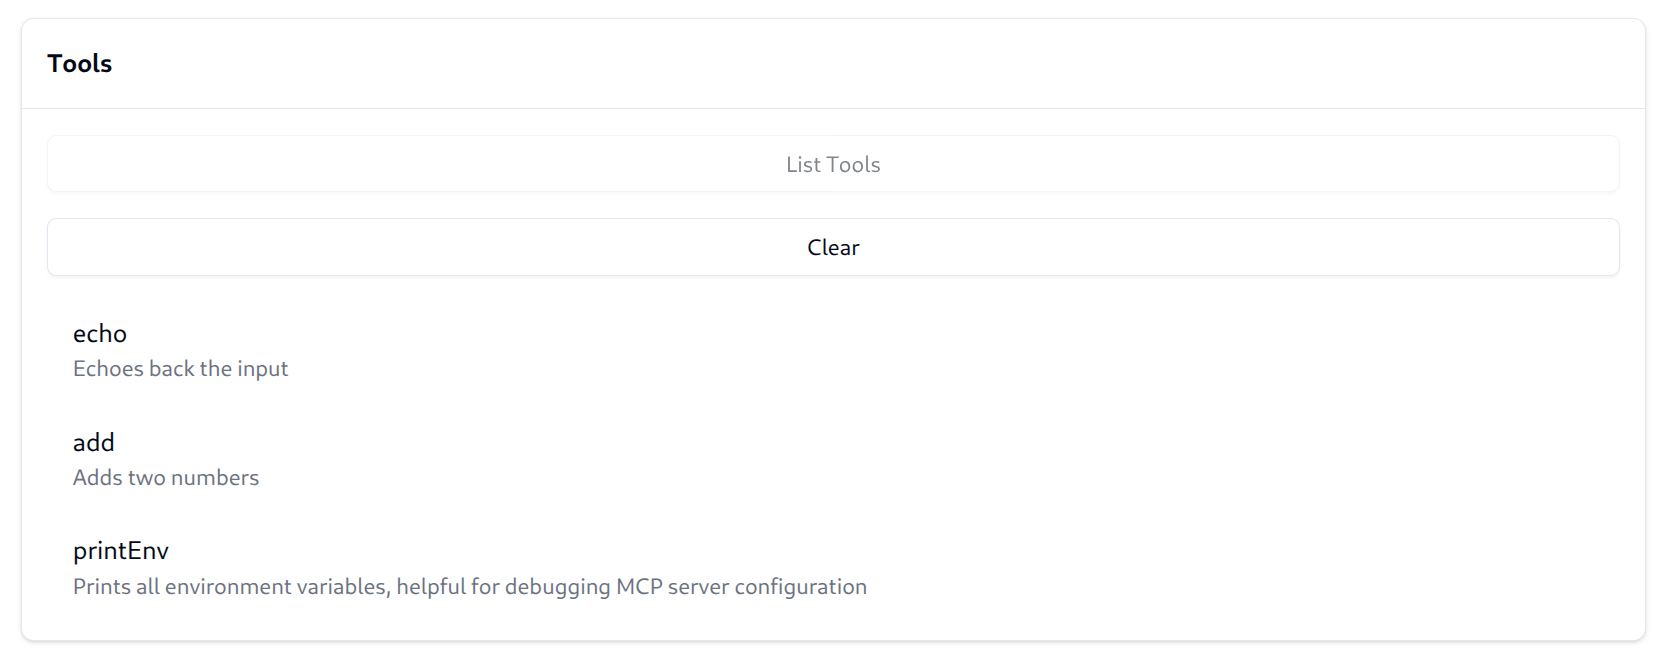 Tools
List Tools
Clear
echo
Echoes back the input
add
Adds two numbers
printEnv
Prints all environment variables, helpful for debugging MCP server configuration